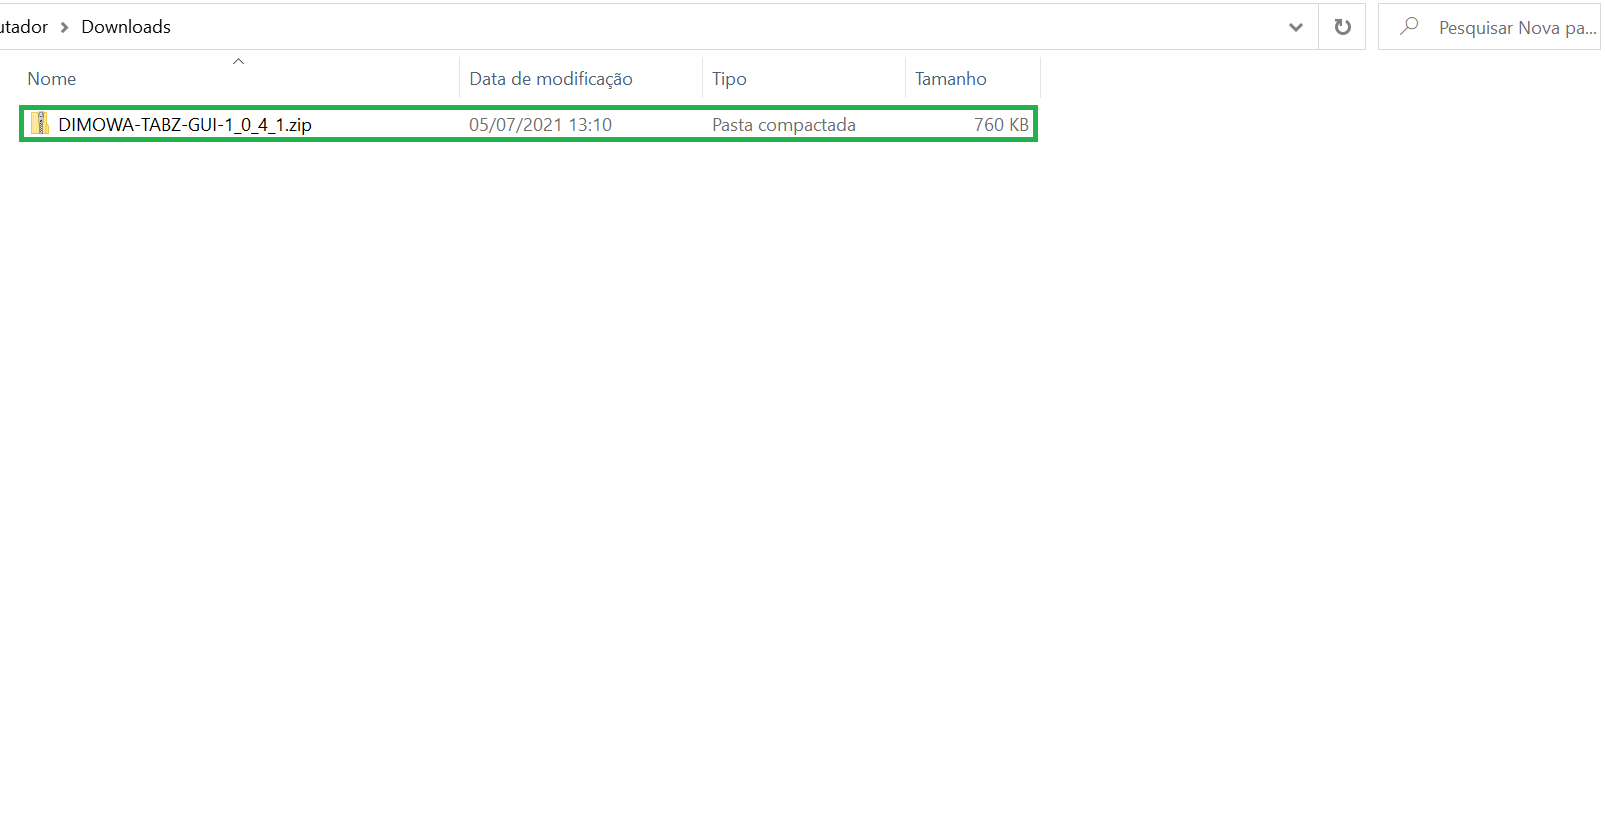 utador > Downloads
Pesquisar Nova pa...
Nome Data de modificação Tipo Tamanho
DIMOWA-TABZ-GUI-1_0_4_1.zip 05/07/2021 13:10 Pasta compactada 760 KB